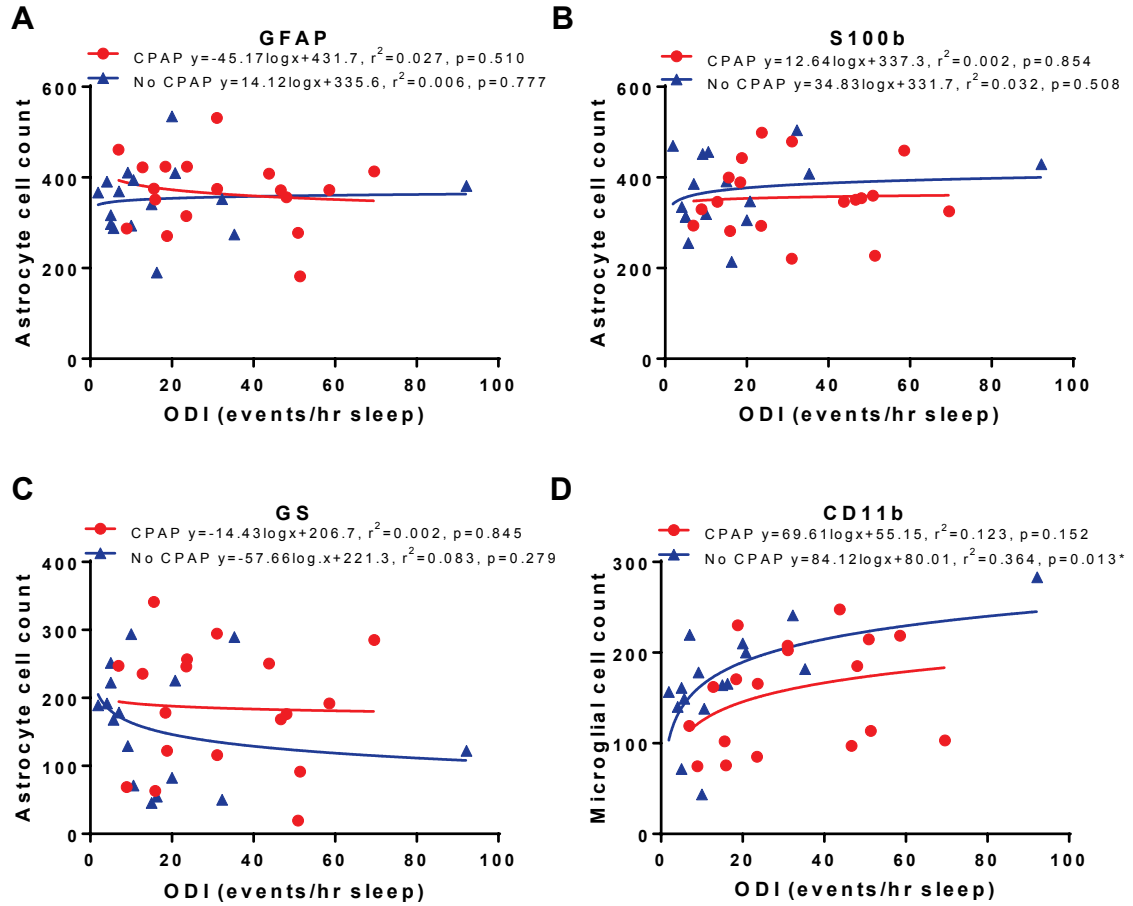 A
GFAP
CPAP y=-45.17logx+431.7, r²=0.027, p=0.510
No CPAP y=14.12logx+335.6, r²=0.006, p=0.777
600
400
200
0
Astrocyte cell count
0 20 40 60 80 100
ODI (events/hr sleep)
B
S100b
CPAP y=12.64logx+337.3, r²=0.002, p=0.854
No CPAP y=34.83logx+331.7, r²=0.032, p=0.508
600
400
200
0
Astrocyte cell count
0 20 40 60 80 100
ODI (events/hr sleep)
C
GS
CPAP y=-14.43logx+206.7, r²=0.002, p=0.845
No CPAP y=-57.66log.x+221.3, r²=0.083, p=0.279
400
300
200
100
0
Astrocyte cell count
0 20 40 60 80 100
ODI (events/hr sleep)
D
CD11b
CPAP y=69.61logx+55.15, r²=0.123, p=0.152
No CPAP y=84.12logx+80.01, r²=0.364, p=0.013*
300
200
100
0
Microglial cell count
0 20 40 60 80 100
ODI (events/hr sleep)